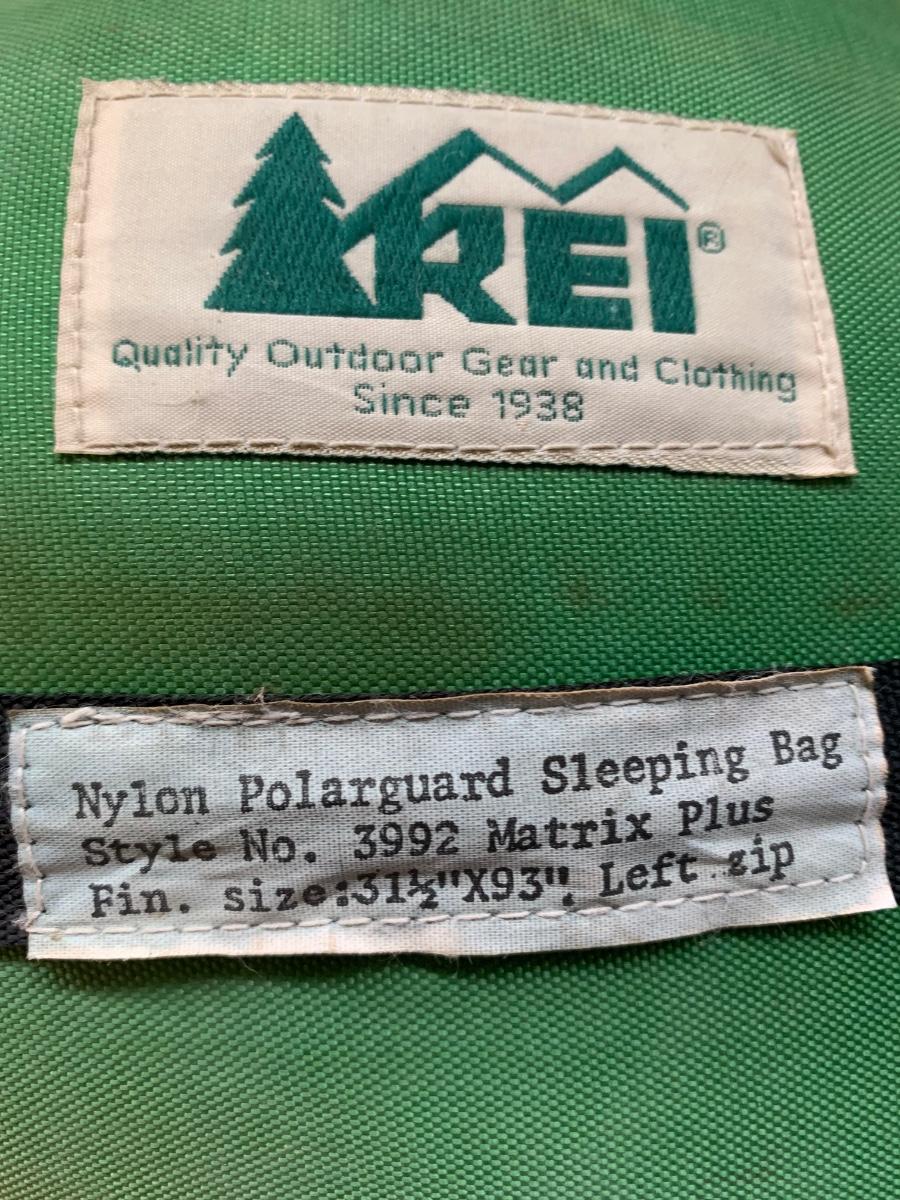 REI®
Quality Outdoor Gear and Clothing
Since 1938
Nylon Polarguard Sleeping Bag
Style No. 3992 Matrix Plus
Fin. size:31½"X93". Left zip